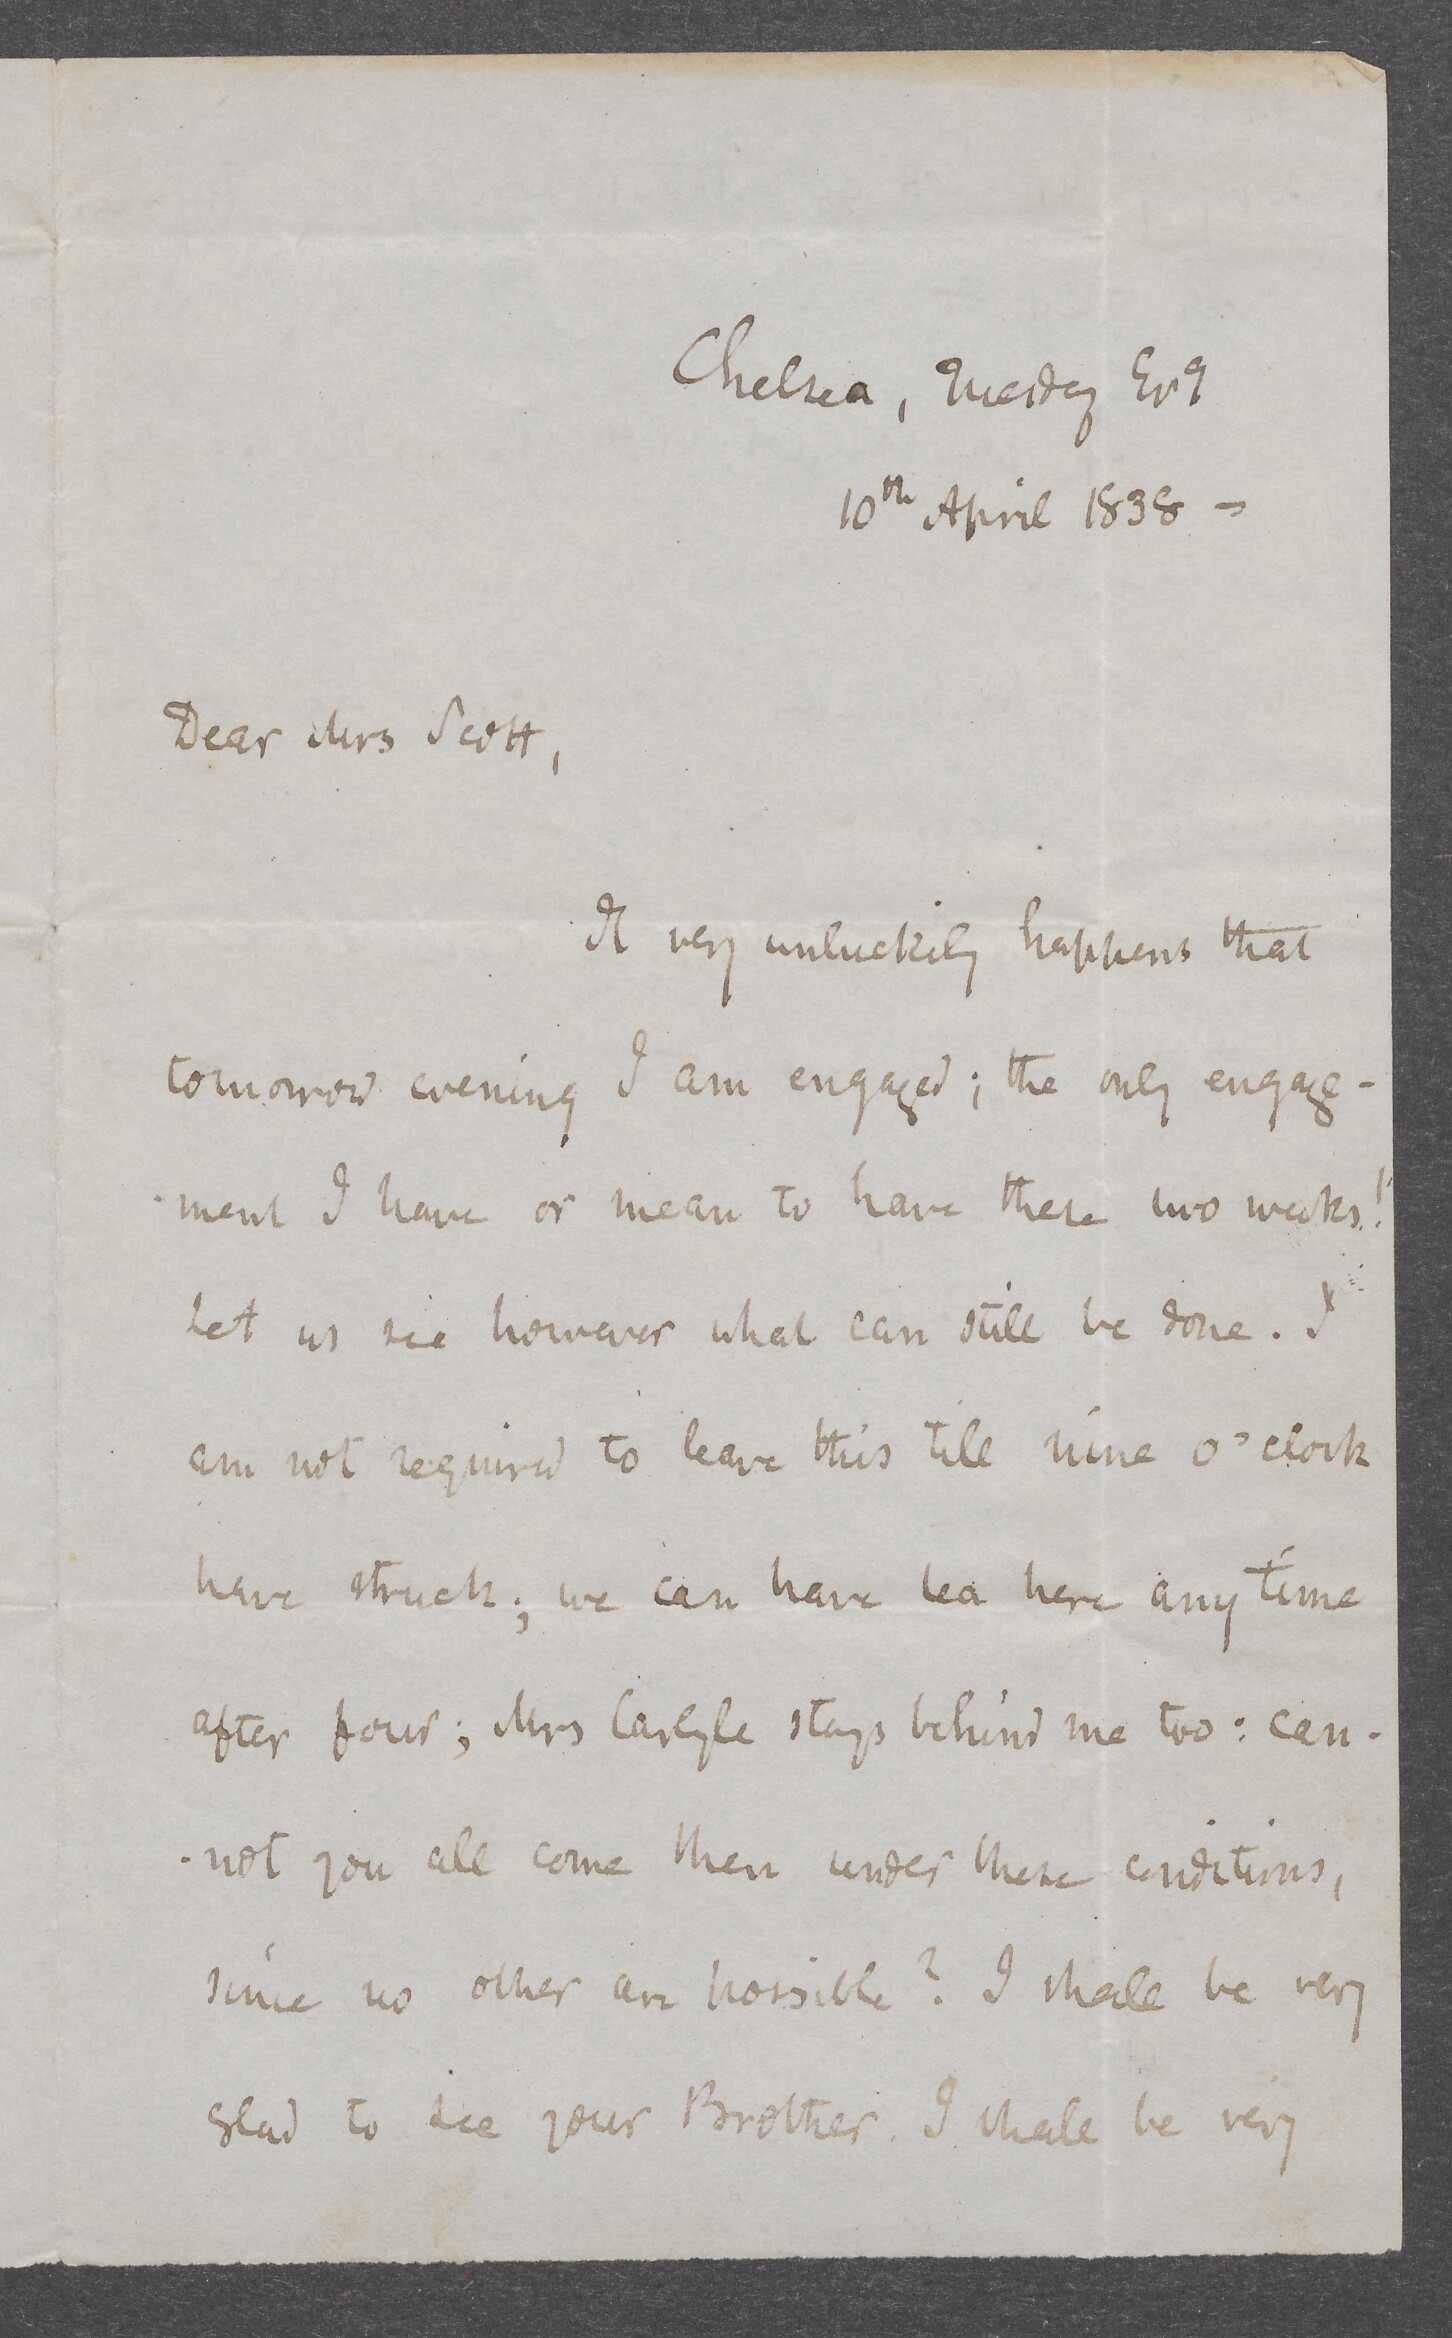 Chelsea, Tuesday Evg
10th April 1838 –
Dear Mrs Scott,
It very unluckily happens that
tomorrow evening I am engaged; the only engage-
-ment I have or mean to have these two weeks!
Let us see however what can still be done. I
am not required to leave this till nine o'clock
have struck; we can have tea here any time
after four; Mrs Carlyle stays behind me too: can-
-not you all come then under these conditions,
since no other are possible? I shall be very
glad to see your Brother. I shall be very